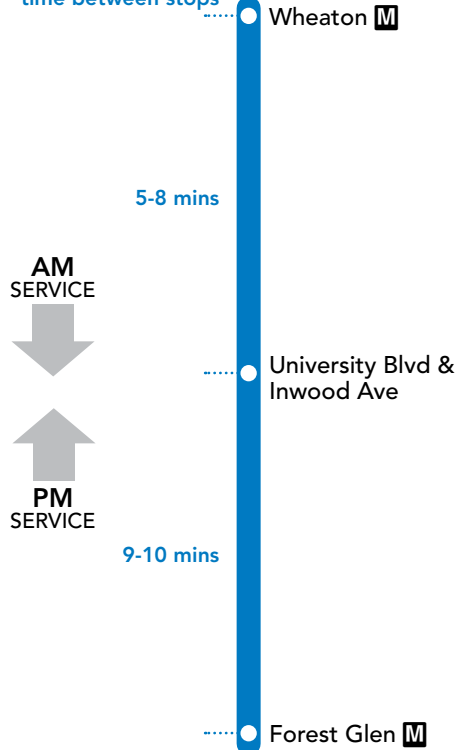 time between stops
Wheaton M
5-8 mins
AM
SERVICE
University Blvd &
Inwood Ave
PM
SERVICE
9-10 mins
Forest Glen M